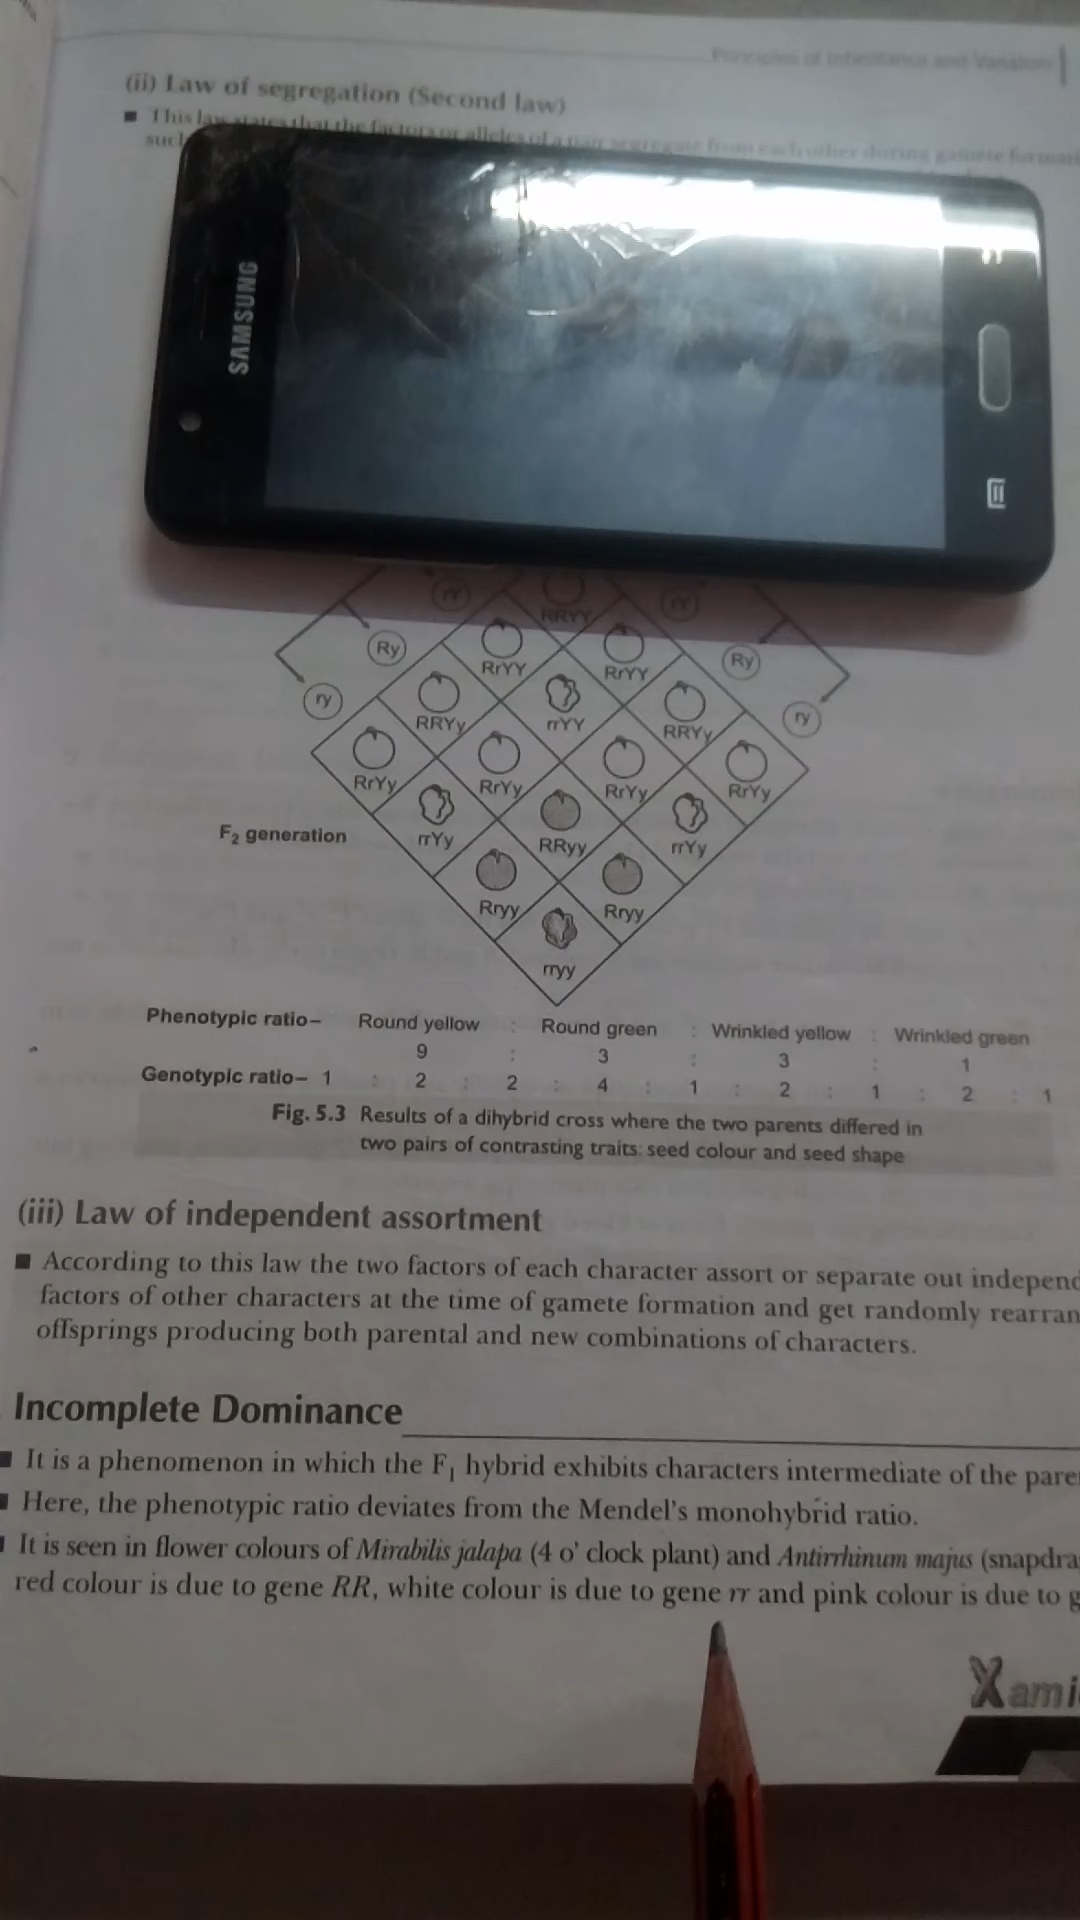 Principles of Inheritance and Variation
(ii) Law of segregation (Second law)
■ This law states that the factors or alleles of a pair segregate from each other during gamete
such
SAMSUNG
rY
RRYY
rY
Ry
RrYY
RrYY
Ry
ry
RRYy
rrYY
RRYy
ry
RrYy
RrYy
RrYy
RrYy
F₂ generation
rrYy
RRyy
rrYy
Rryy
Rryy
rryy
Phenotypic ratio– Round yellow : Round green : Wrinkled yellow : Wrinkled green
9 : 3 : 3 : 1
Genotypic ratio– 1 : 2 : 2 : 4 : 1 : 2 : 1 : 2 : 1
Fig. 5.3 Results of a dihybrid cross where the two parents differed in
two pairs of contrasting traits: seed colour and seed shape
(iii) Law of independent assortment
■ According to this law the two factors of each character assort or separate out independ
factors of other characters at the time of gamete formation and get randomly rearran
offsprings producing both parental and new combinations of characters.
Incomplete Dominance
■ It is a phenomenon in which the F₁ hybrid exhibits characters intermediate of the pare
■ Here, the phenotypic ratio deviates from the Mendel's monohybrid ratio.
■ It is seen in flower colours of Mirabilis jalapa (4 o' clock plant) and Antirrhinum majus (snapdra
red colour is due to gene RR, white colour is due to gene rr and pink colour is due to g
Xami